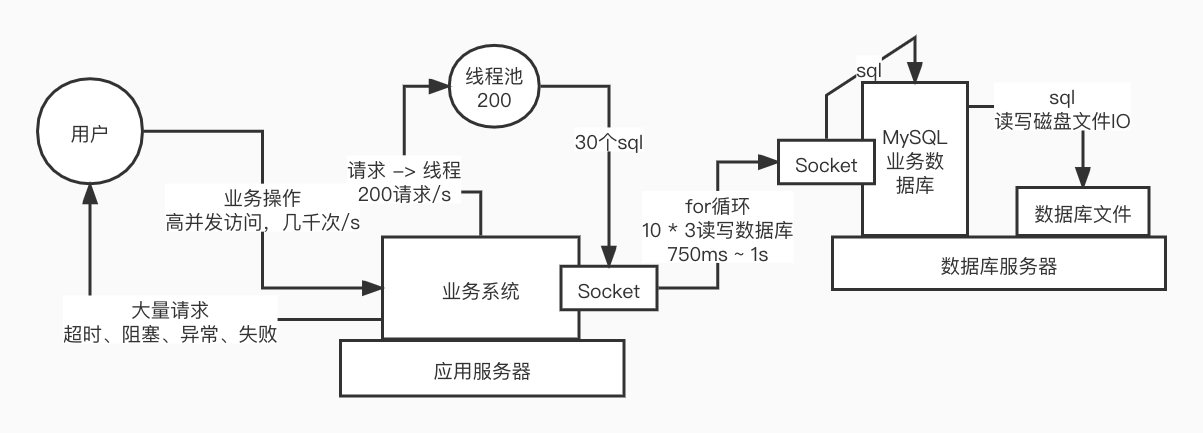 用户
业务操作
高并发访问，几千次/s
大量请求
超时、阻塞、异常、失败
请求 -> 线程
200请求/s
线程池
200
30个sql
业务系统
Socket
应用服务器
for循环
10 * 3读写数据库
750ms ~ 1s
Socket
sql
MySQL
业务数
据库
sql
读写磁盘文件IO
数据库文件
数据库服务器